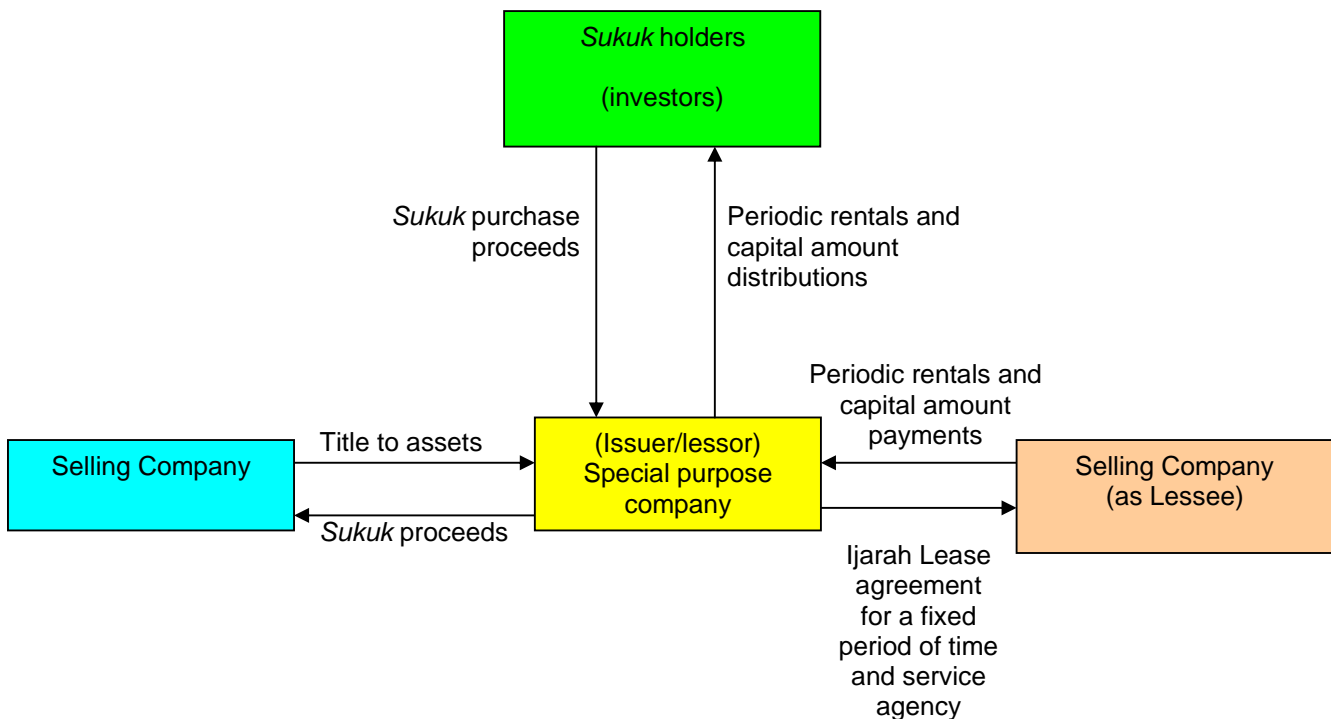 Sukuk holders
(investors)
Sukuk purchase
proceeds
Periodic rentals and
capital amount
distributions
Periodic rentals and
capital amount
payments
Selling Company
Title to assets
Sukuk proceeds
(Issuer/lessor)
Special purpose
company
Selling Company
(as Lessee)
Ijarah Lease
agreement
for a fixed
period of time
and service
agency